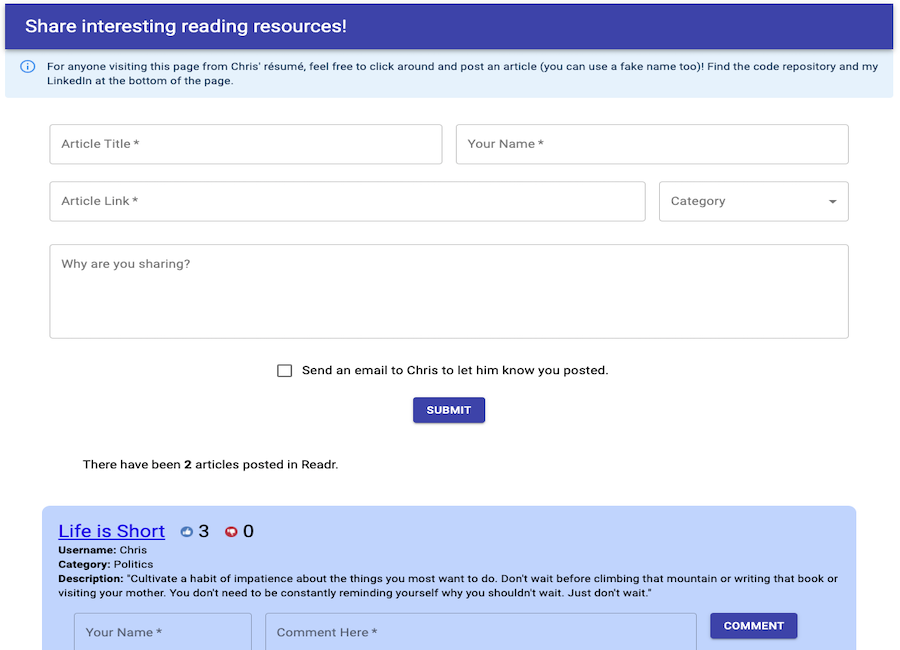 Share interesting reading resources!
For anyone visiting this page from Chris' résumé, feel free to click around and post an article (you can use a fake name too)! Find the code repository and my
LinkedIn at the bottom of the page.
Article Title *
Your Name *
Article Link *
Category
Why are you sharing?
Send an email to Chris to let him know you posted.
SUBMIT
There have been 2 articles posted in Readr.
Life is Short 3 0
Username: Chris
Category: Politics
Description: "Cultivate a habit of impatience about the things you most want to do. Don't wait before climbing that mountain or writing that book or
visiting your mother. You don't need to be constantly reminding yourself why you shouldn't wait. Just don't wait."
Your Name *
Comment Here *
COMMENT